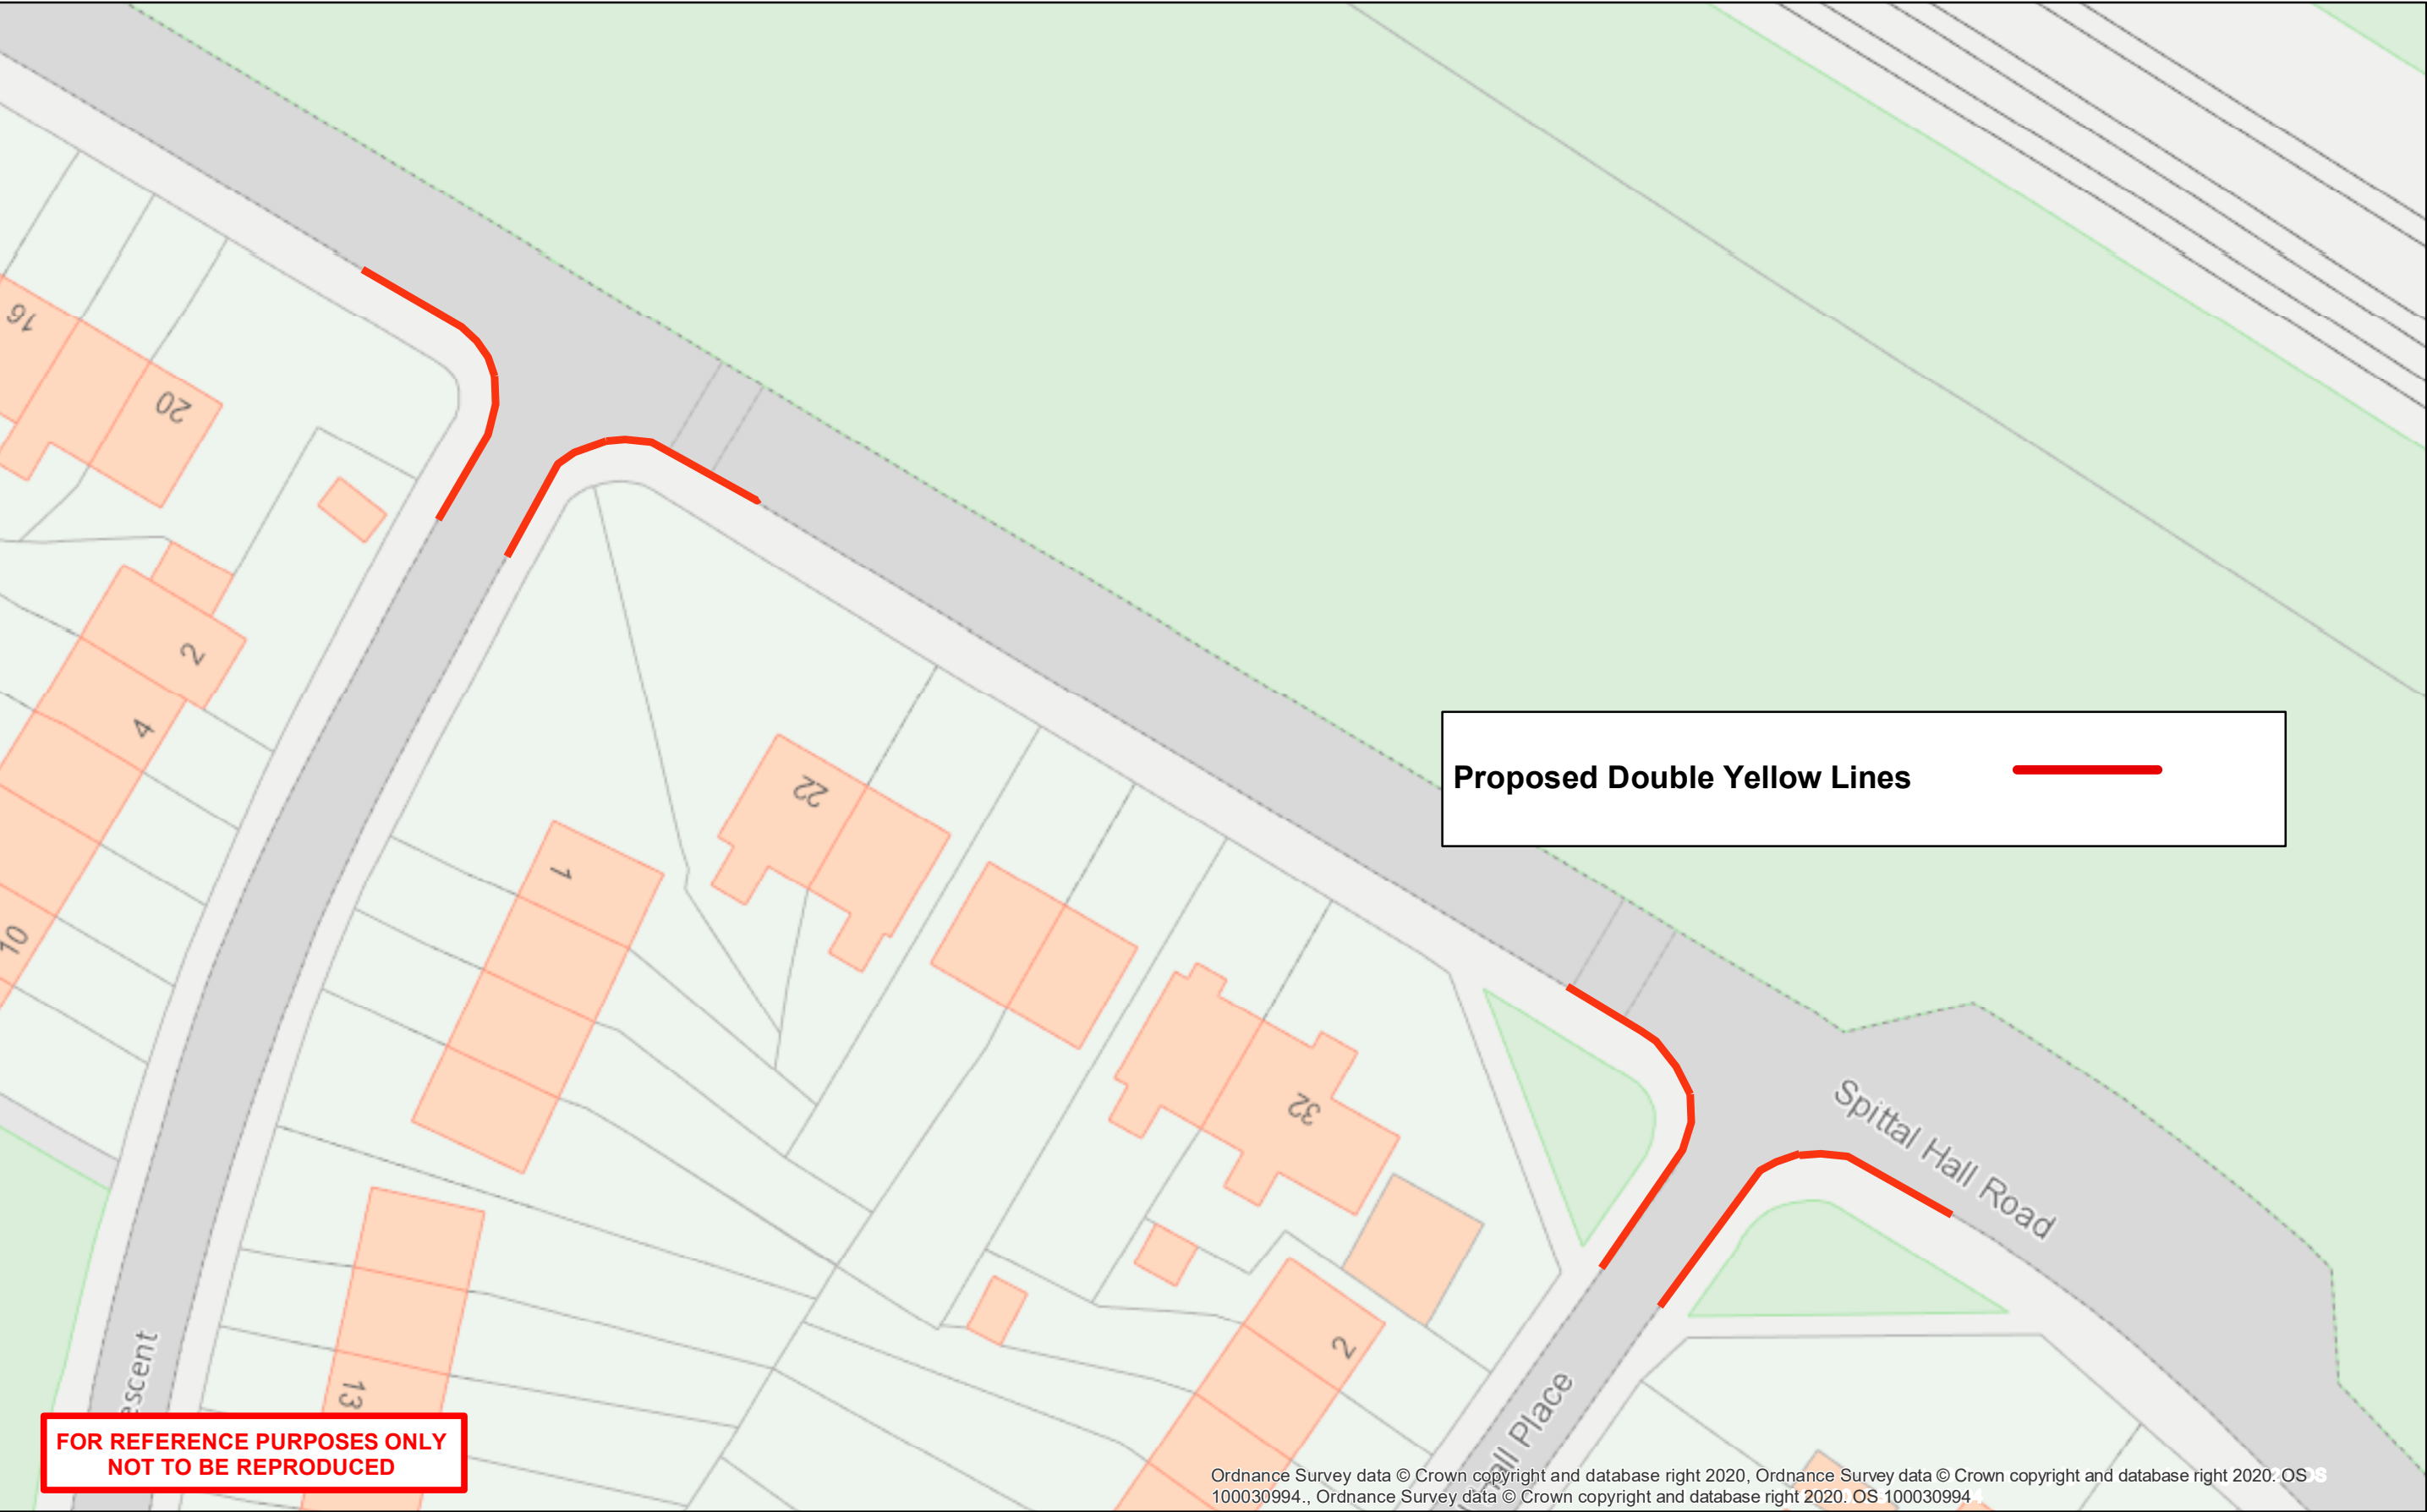 16
20
2
4
10
22
1
Proposed Double Yellow Lines
32
Spittal Hall Road
2
13
FOR REFERENCE PURPOSES ONLY
NOT TO BE REPRODUCED
Place
Ordnance Survey data © Crown copyright and database right 2020, Ordnance Survey data © Crown copyright and database right 2020. OS
100030994., Ordnance Survey data © Crown copyright and database right 2020. OS 100030994